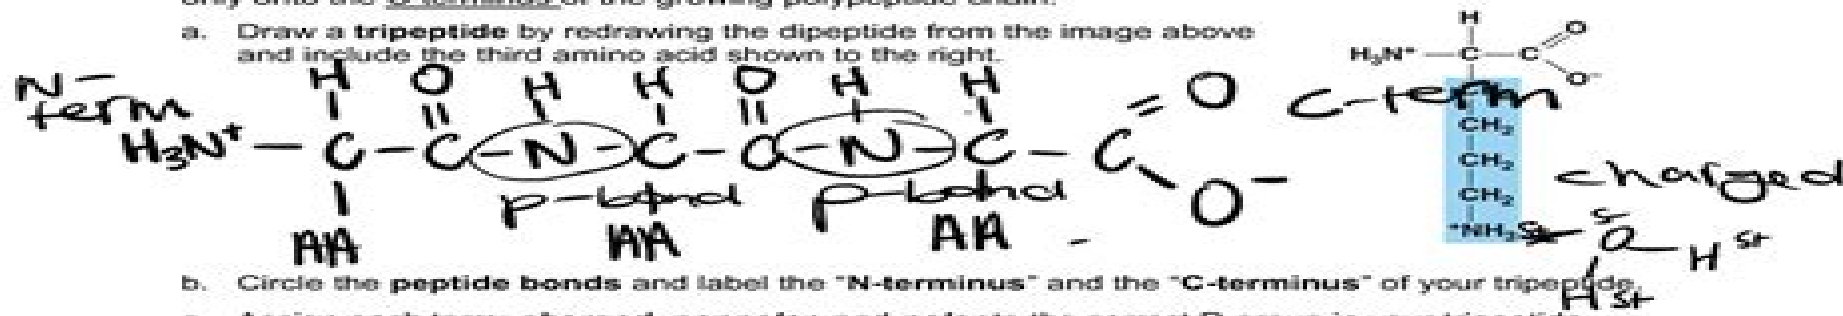 only onto the C-terminus of the growing polypeptide chain.
a. Draw a tripeptide by redrawing the dipeptide from the image above
and include the third amino acid shown to the right.
N-
term
H O H H O H H
H₃N⁺ — C — C — N — C — C — N — C — C
O
O⁻
p-bond p-bond
AA AA AA
C-term
H
H₃N⁺ — C — C
O
O⁻
CH₂
CH₂
CH₂
⁺NH₃
charged
H
H
b. Circle the peptide bonds and label the "N-terminus" and the "C-terminus" of your tripeptide.